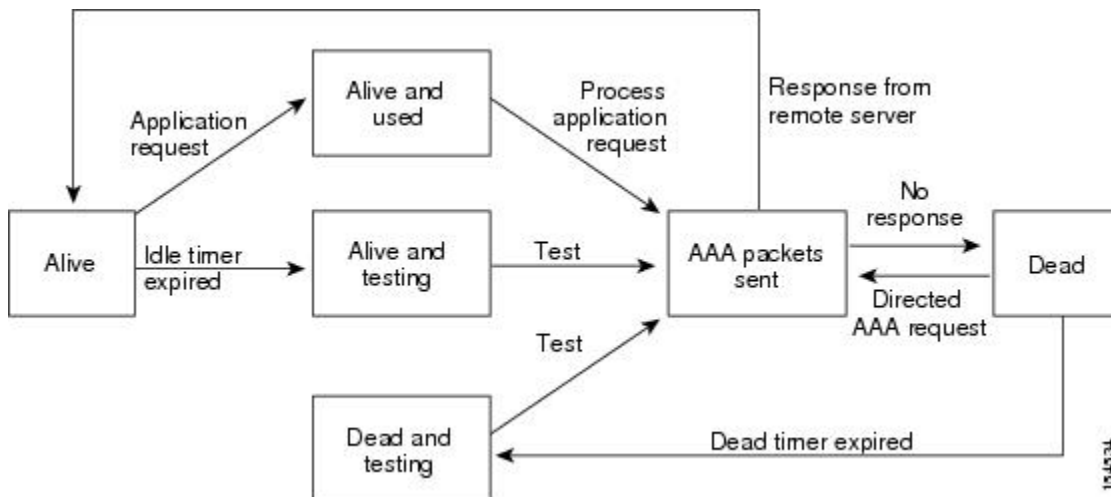 Alive and
used
Application
request
Process
application
request
Response from
remote server
Alive
Idle timer
expired
Alive and
testing
Test
AAA packets
sent
No
response
Directed
AAA request
Dead
Test
Dead and
testing
Dead timer expired